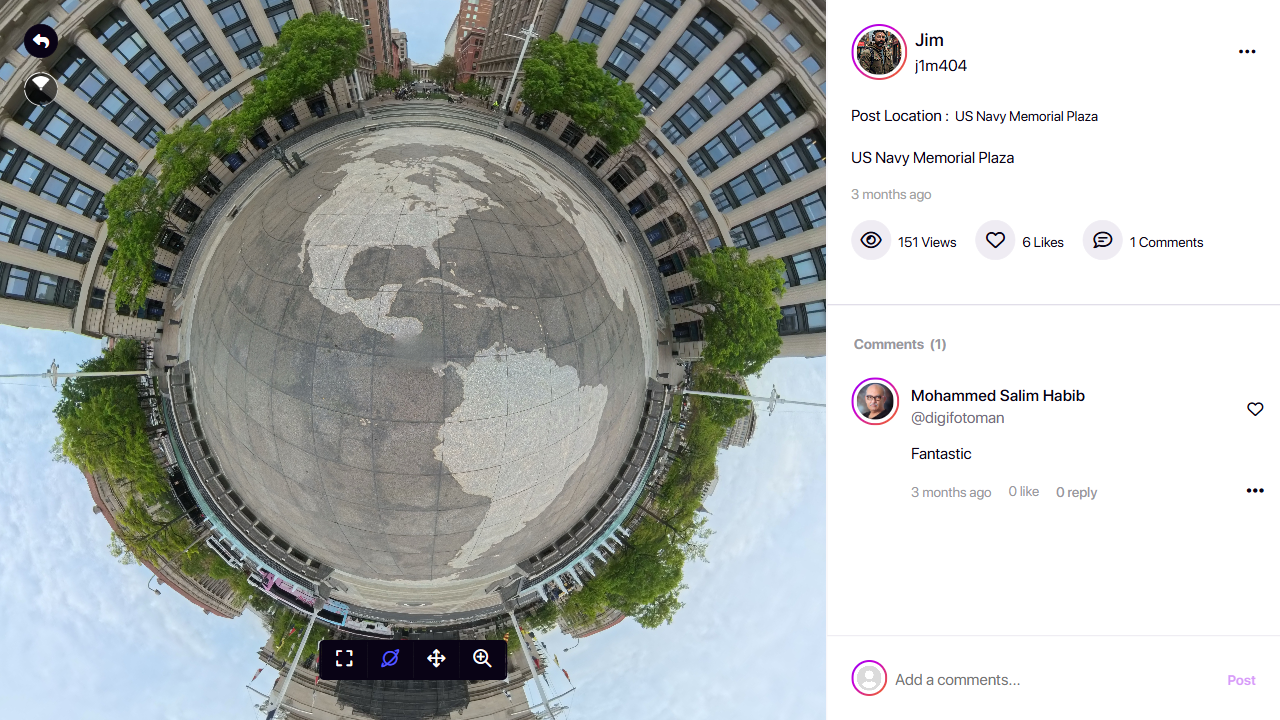 Jim
j1m404
Post Location : US Navy Memorial Plaza
US Navy Memorial Plaza
3 months ago
151 Views 6 Likes 1 Comments
Comments (1)
Mohammed Salim Habib
@digifotoman
Fantastic
3 months ago 0 like 0 reply
Add a comments... Post